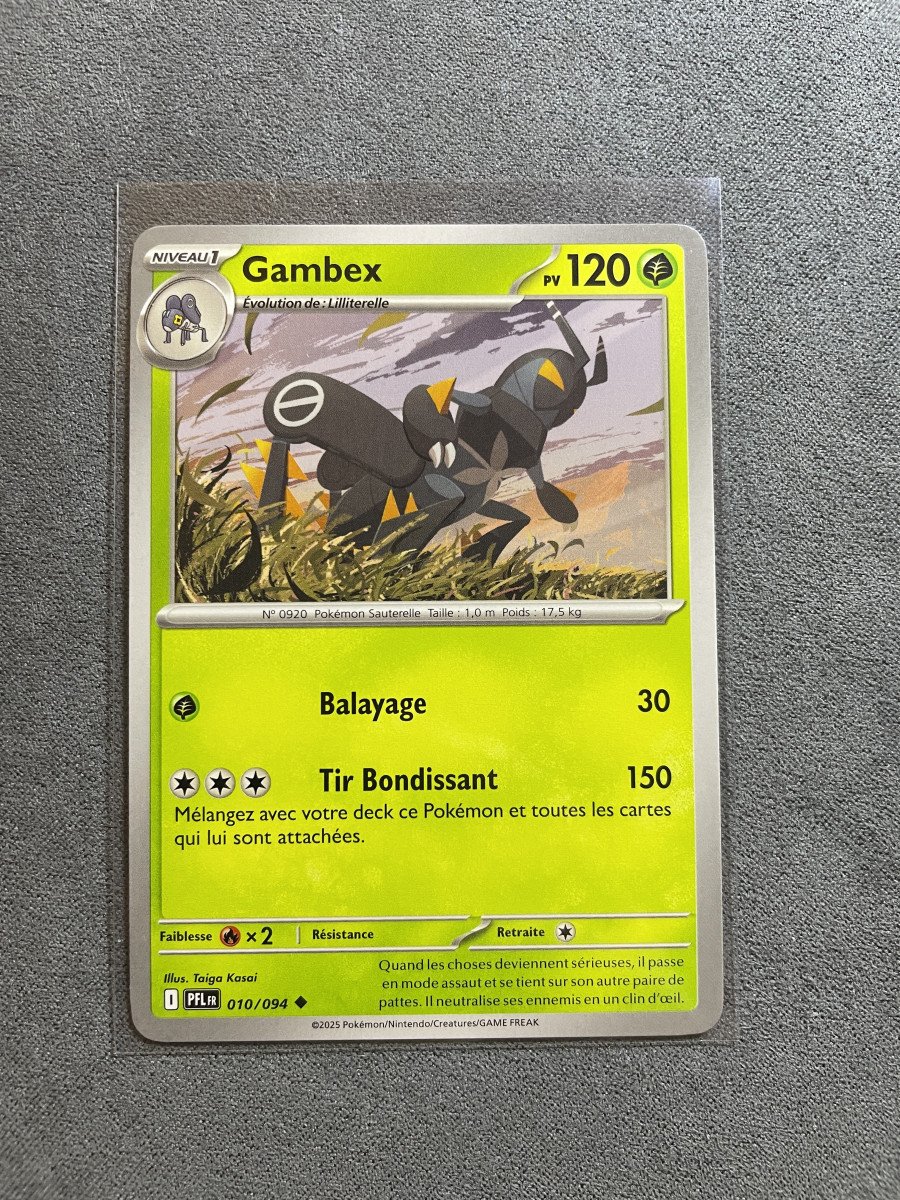 NIVEAU 1
Gambex
PV 120
Évolution de : Lilliterelle
N° 0920 Pokémon Sauterelle Taille : 1,0 m Poids : 17,5 kg
Balayage 30
Tir Bondissant 150
Mélangez avec votre deck ce Pokémon et toutes les cartes
qui lui sont attachées.
Faiblesse × 2 Résistance Retraite
Illus. Taiga Kasai
Quand les choses deviennent sérieuses, il passe
en mode assaut et se tient sur son autre paire de
pattes. Il neutralise ses ennemis en un clin d’œil.
I PFL FR 010/094
©2025 Pokémon/Nintendo/Creatures/GAME FREAK